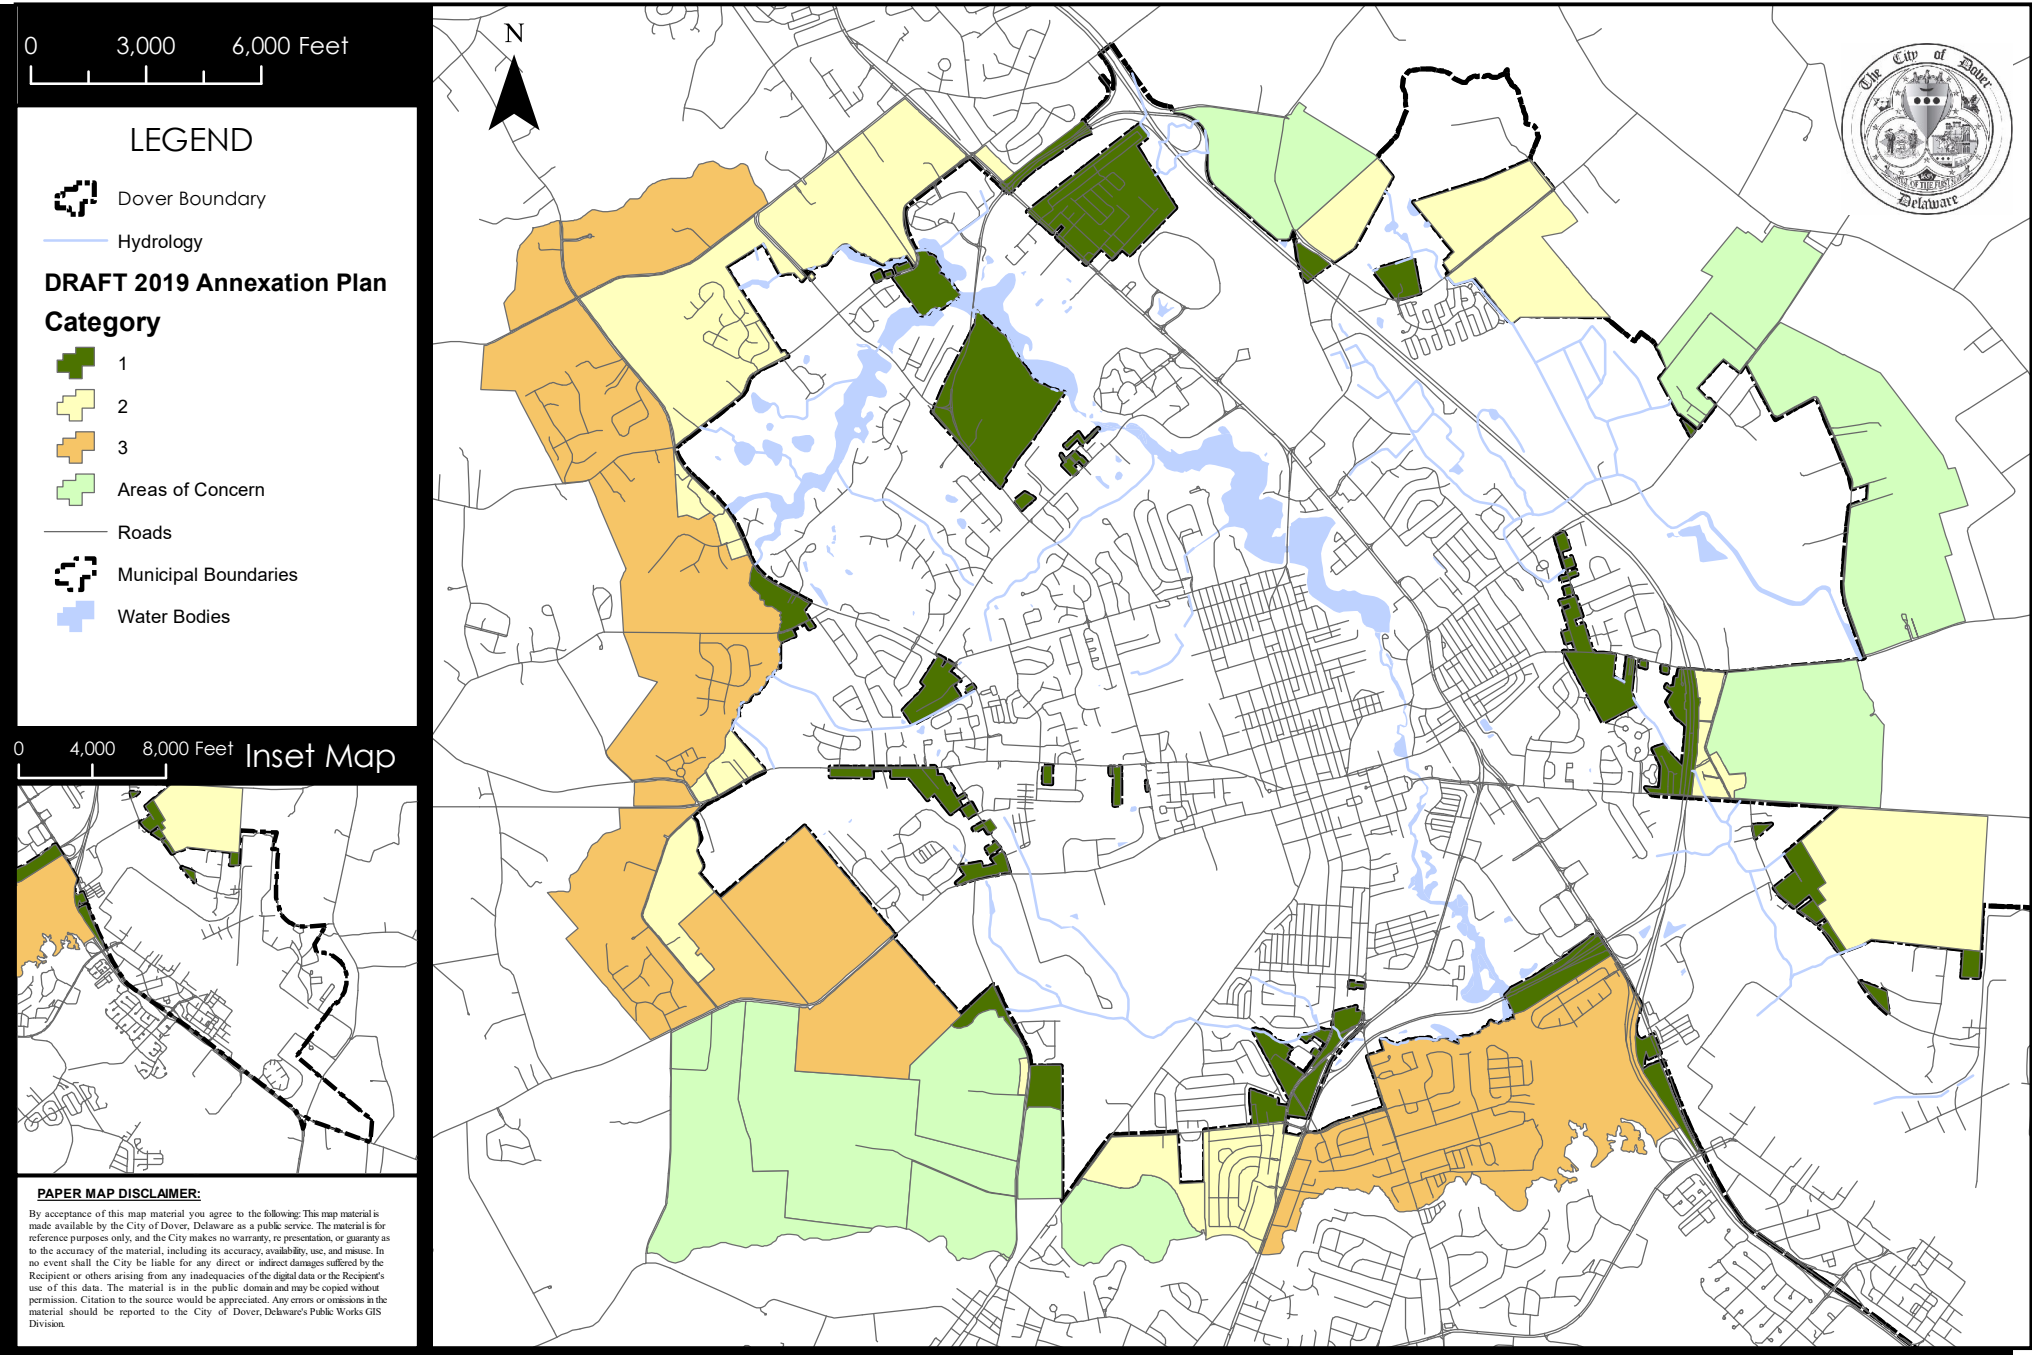 0 3,000 6,000 Feet
LEGEND
Dover Boundary
Hydrology
DRAFT 2019 Annexation Plan
Category
1
2
3
Areas of Concern
Roads
Municipal Boundaries
Water Bodies
0 4,000 8,000 Feet Inset Map
PAPER MAP DISCLAIMER:
By acceptance of this map material you agree to the following: This map material is
made available by the City of Dover, Delaware as a public service. The material is for
reference purposes only, and the City makes no warranty, re presentation, or guaranty as
to the accuracy of the material, including its accuracy, availability, use, and misuse. In
no event shall the City be liable for any direct or indirect damages suffered by the
Recipient or others arising from any inadequacies of the digital data or the Recipient's
use of this data. The material is in the public domain and may be copied without
permission. Citation to the source would be appreciated. Any errors or omissions in the
material should be reported to the City of Dover, Delaware's Public Works GIS
Division.
N
The City of Dover
Delaware